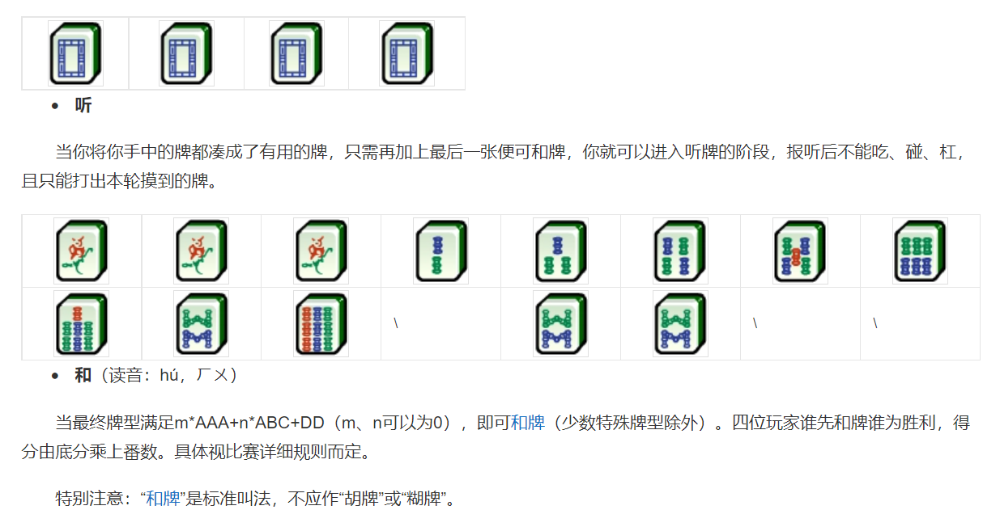 听
当你将你手中的牌都凑成了有用的牌，只需再加上最后一张便可和牌，你就可以进入听牌的阶段，报听后不能吃、碰、杠，
且只能打出本轮摸到的牌。
\
\
\
和（读音：hú，ㄏㄨ）
当最终牌型满足m*AAA+n*ABC+DD（m、n可以为0），即可和牌（少数特殊牌型除外）。四位玩家谁先和牌谁为胜利，得
分由底分乘上番数。具体视比赛详细规则而定。
特别注意：“和牌”是标准叫法，不应作“胡牌”或“糊牌”。